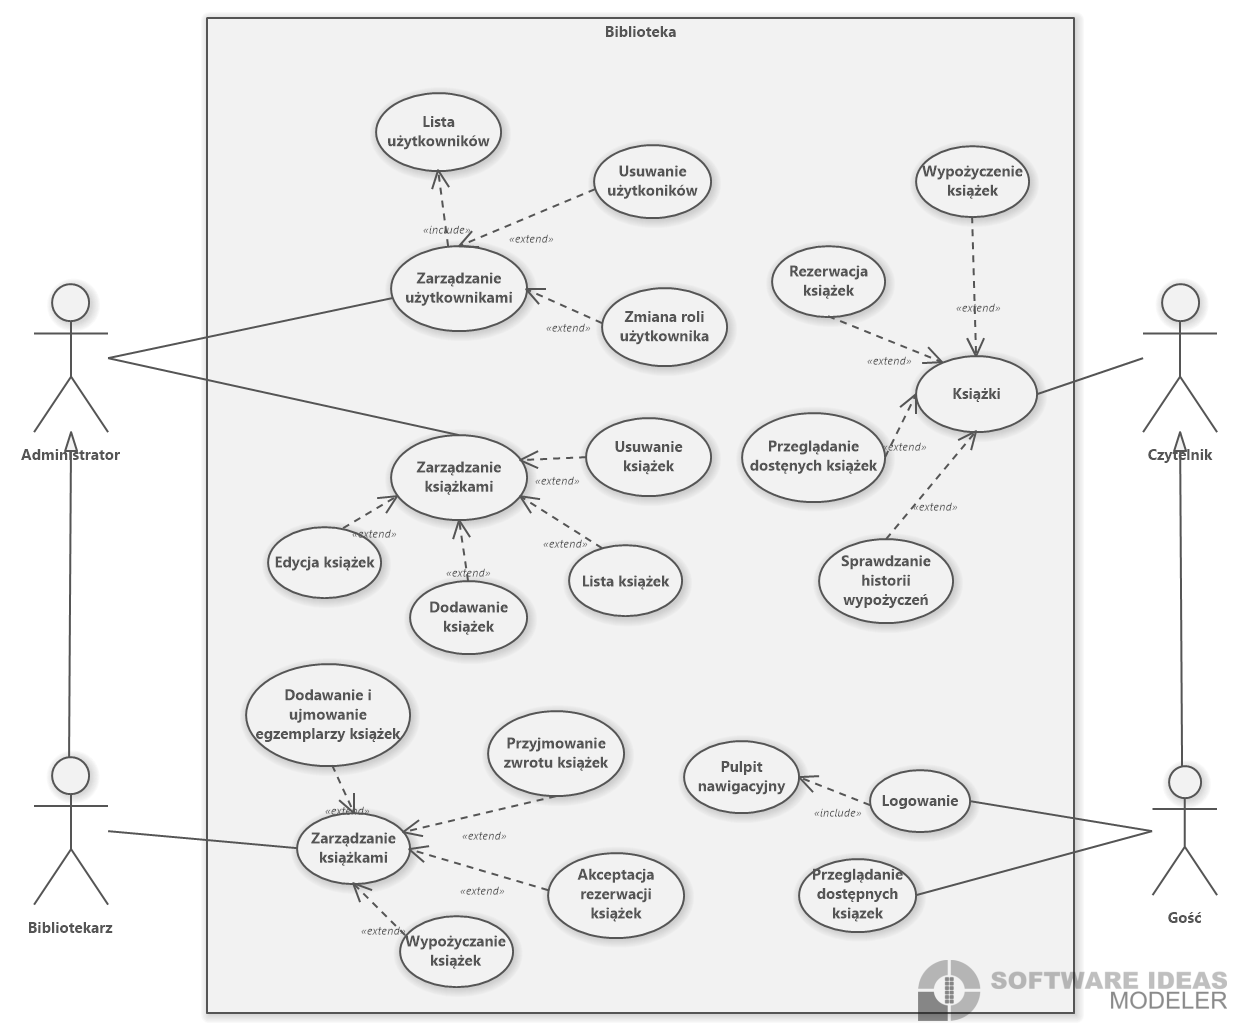 Biblioteka
Lista
użytkowników
Usuwanie
użytkoników
Wypożyczenie
książek
«include»
«extend»
Zarządzanie
użytkownikami
Rezerwacja
książek
Zmiana roli
użytkownika
«extend»
«extend»
«extend»
Książki
Administrator
Czytelnik
Usuwanie
książek
Przeglądanie
dostęnych książek
«extend»
Zarządzanie
książkami
«extend»
«extend»
«extend»
Edycja książek
«extend»
«extend»
Lista książek
Dodawanie
książek
Sprawdzanie
historii
wypożyczeń
Dodawanie i
ujmowanie
egzemplarzy książek
Przyjmowanie
zwrotu książek
Pulpit
nawigacyjny
Logowanie
«include»
«extend»
«extend»
Zarządzanie
książkami
Akceptacja
rezerwacji
książek
«extend»
Przeglądanie
dostępnych
ksiązek
«extend»
Wypożyczanie
książek
Bibliotekarz
Gość
SOFTWARE IDEAS
MODELER